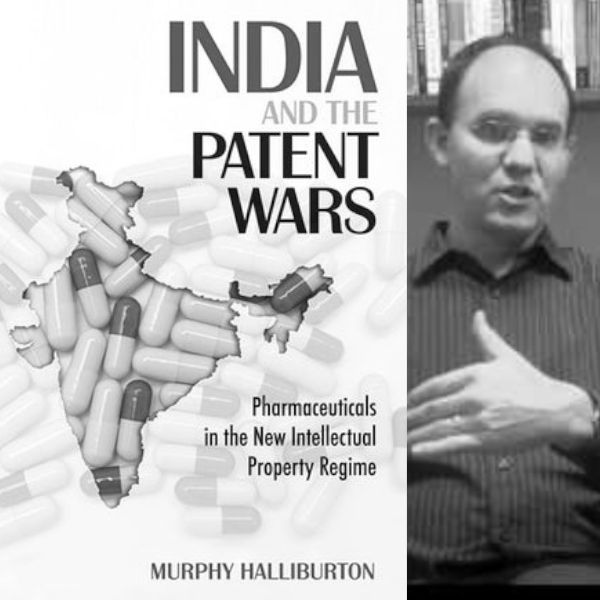 INDIA
AND THE
PATENT
WARS
Pharmaceuticals
in the New Intellectual
Property Regime
MURPHY HALLIBURTON